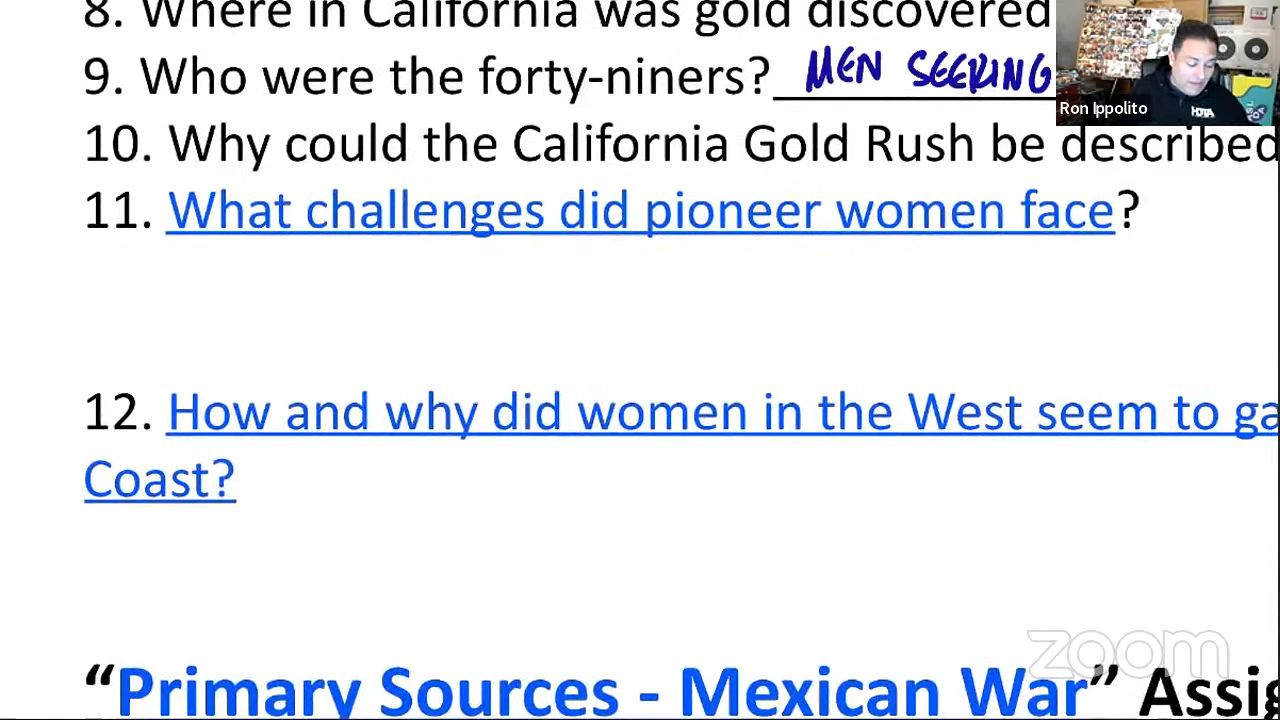 8. Where in California was gold discovered
9. Who were the forty-niners? MEN SEEKING
Ron Ippolito
10. Why could the California Gold Rush be described
11. What challenges did pioneer women face?
12. How and why did women in the West seem to ga
Coast?
zoom
“Primary Sources - Mexican War” Assig